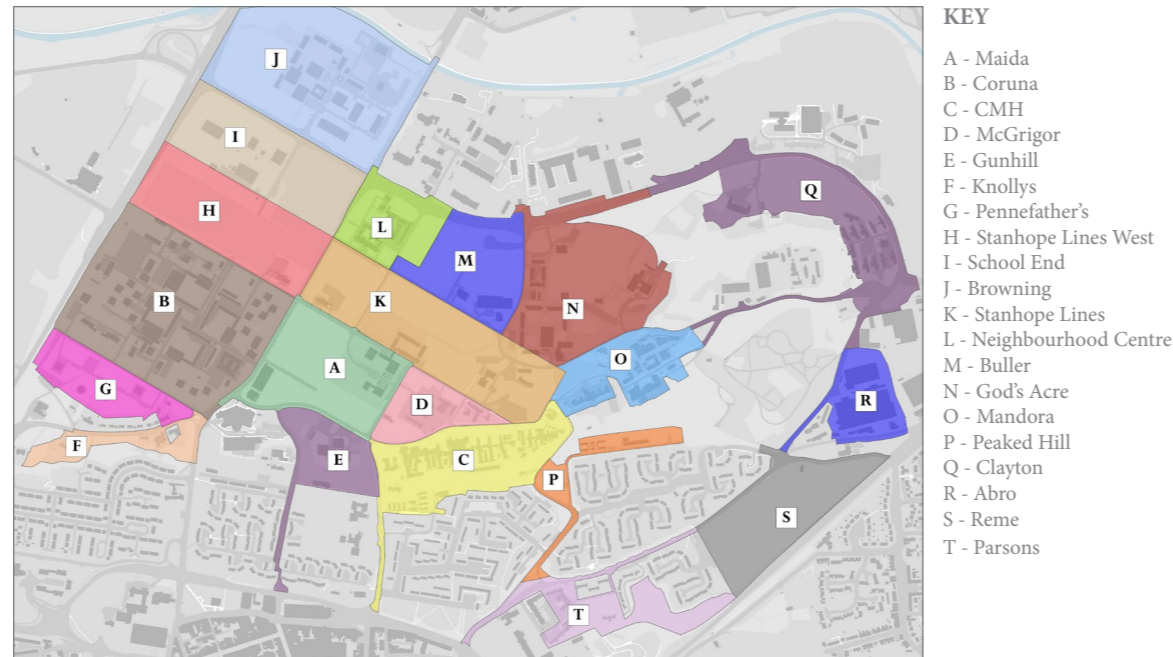 J
I
H
L
Q
B
M
K
N
A
O
G
D
R
F
E
C
P
S
T
KEY
A - Maida
B - Coruna
C - CMH
D - McGrigor
E - Gunhill
F - Knollys
G - Pennefather's
H - Stanhope Lines West
I - School End
J - Browning
K - Stanhope Lines
L - Neighbourhood Centre
M - Buller
N - God's Acre
O - Mandora
P - Peaked Hill
Q - Clayton
R - Abro
S - Reme
T - Parsons